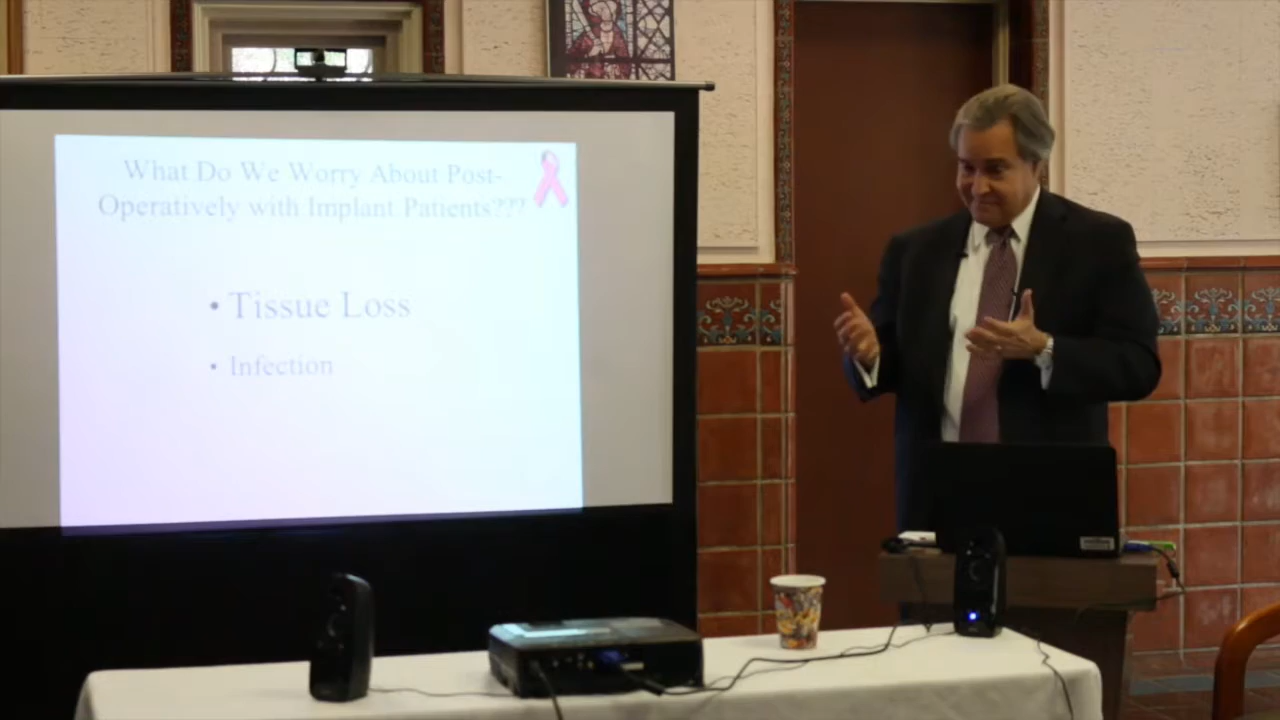 What Do We Worry About Post-
Operatively with Implant Patients???
• Tissue Loss
• Infection